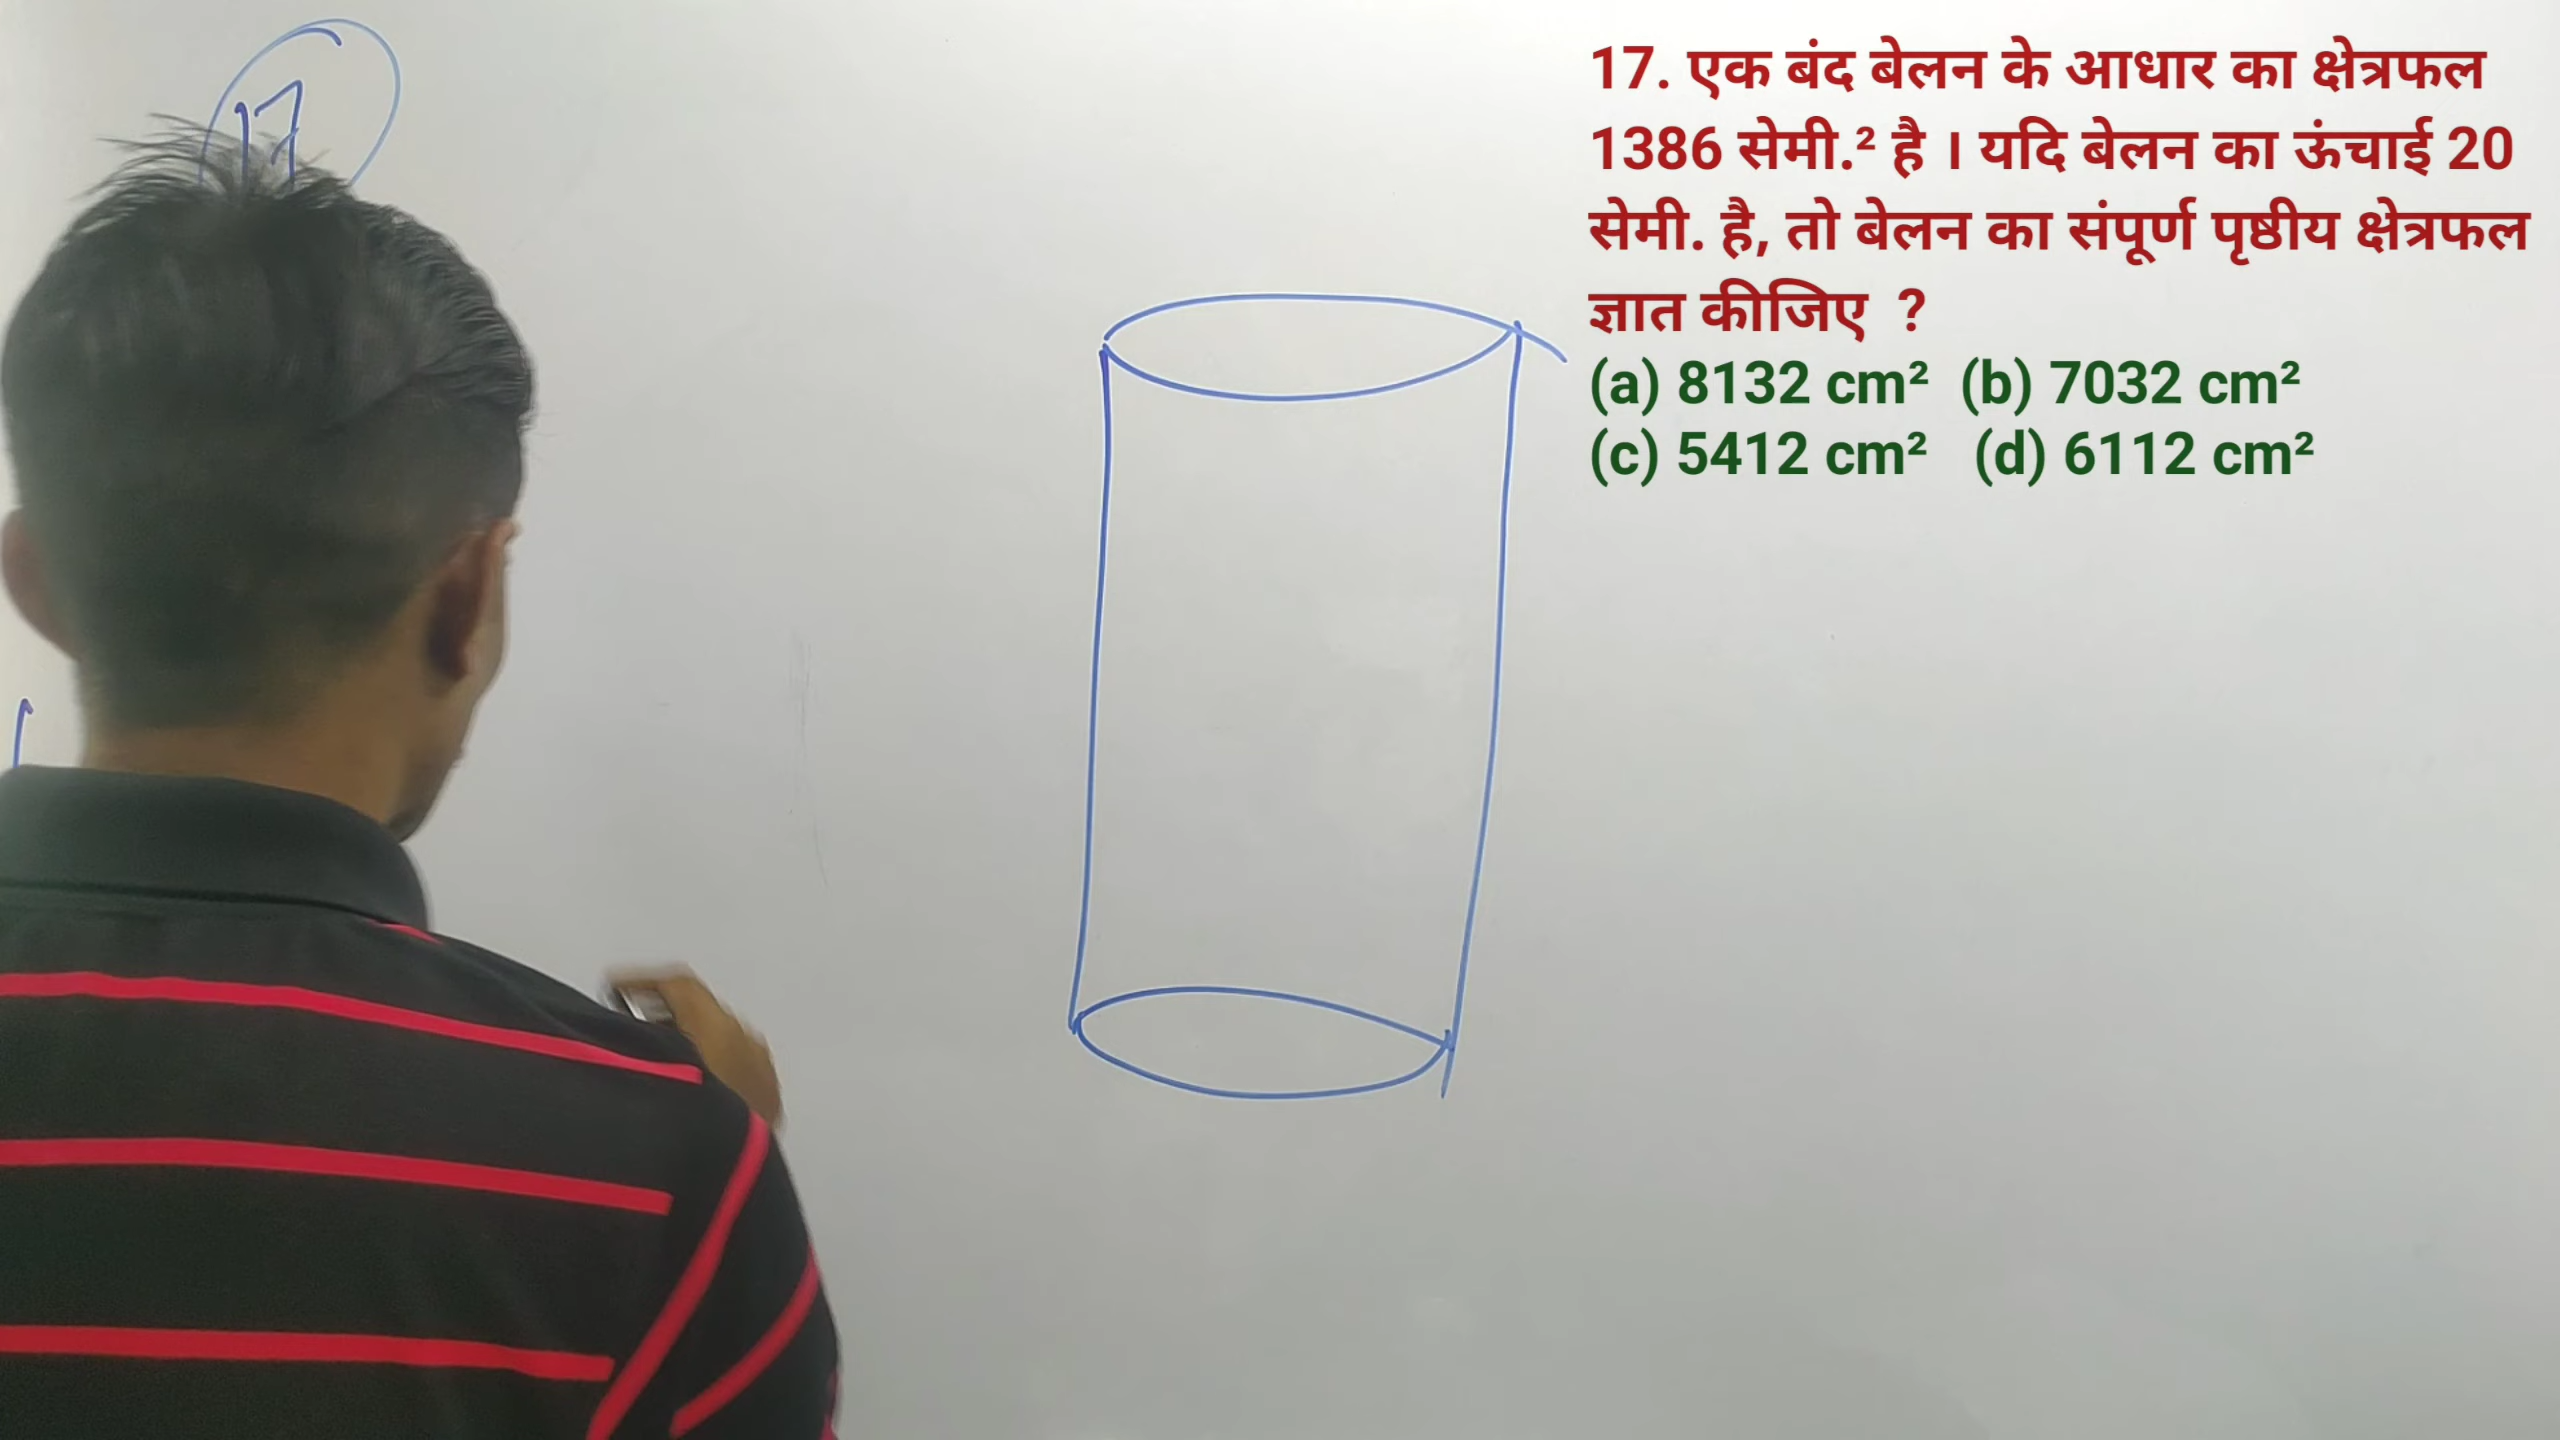 17
17. एक बंद बेलन के आधार का क्षेत्रफल
1386 सेमी.² है । यदि बेलन का ऊंचाई 20
सेमी. है, तो बेलन का संपूर्ण पृष्ठीय क्षेत्रफल
ज्ञात कीजिए ?
(a) 8132 cm² (b) 7032 cm²
(c) 5412 cm² (d) 6112 cm²